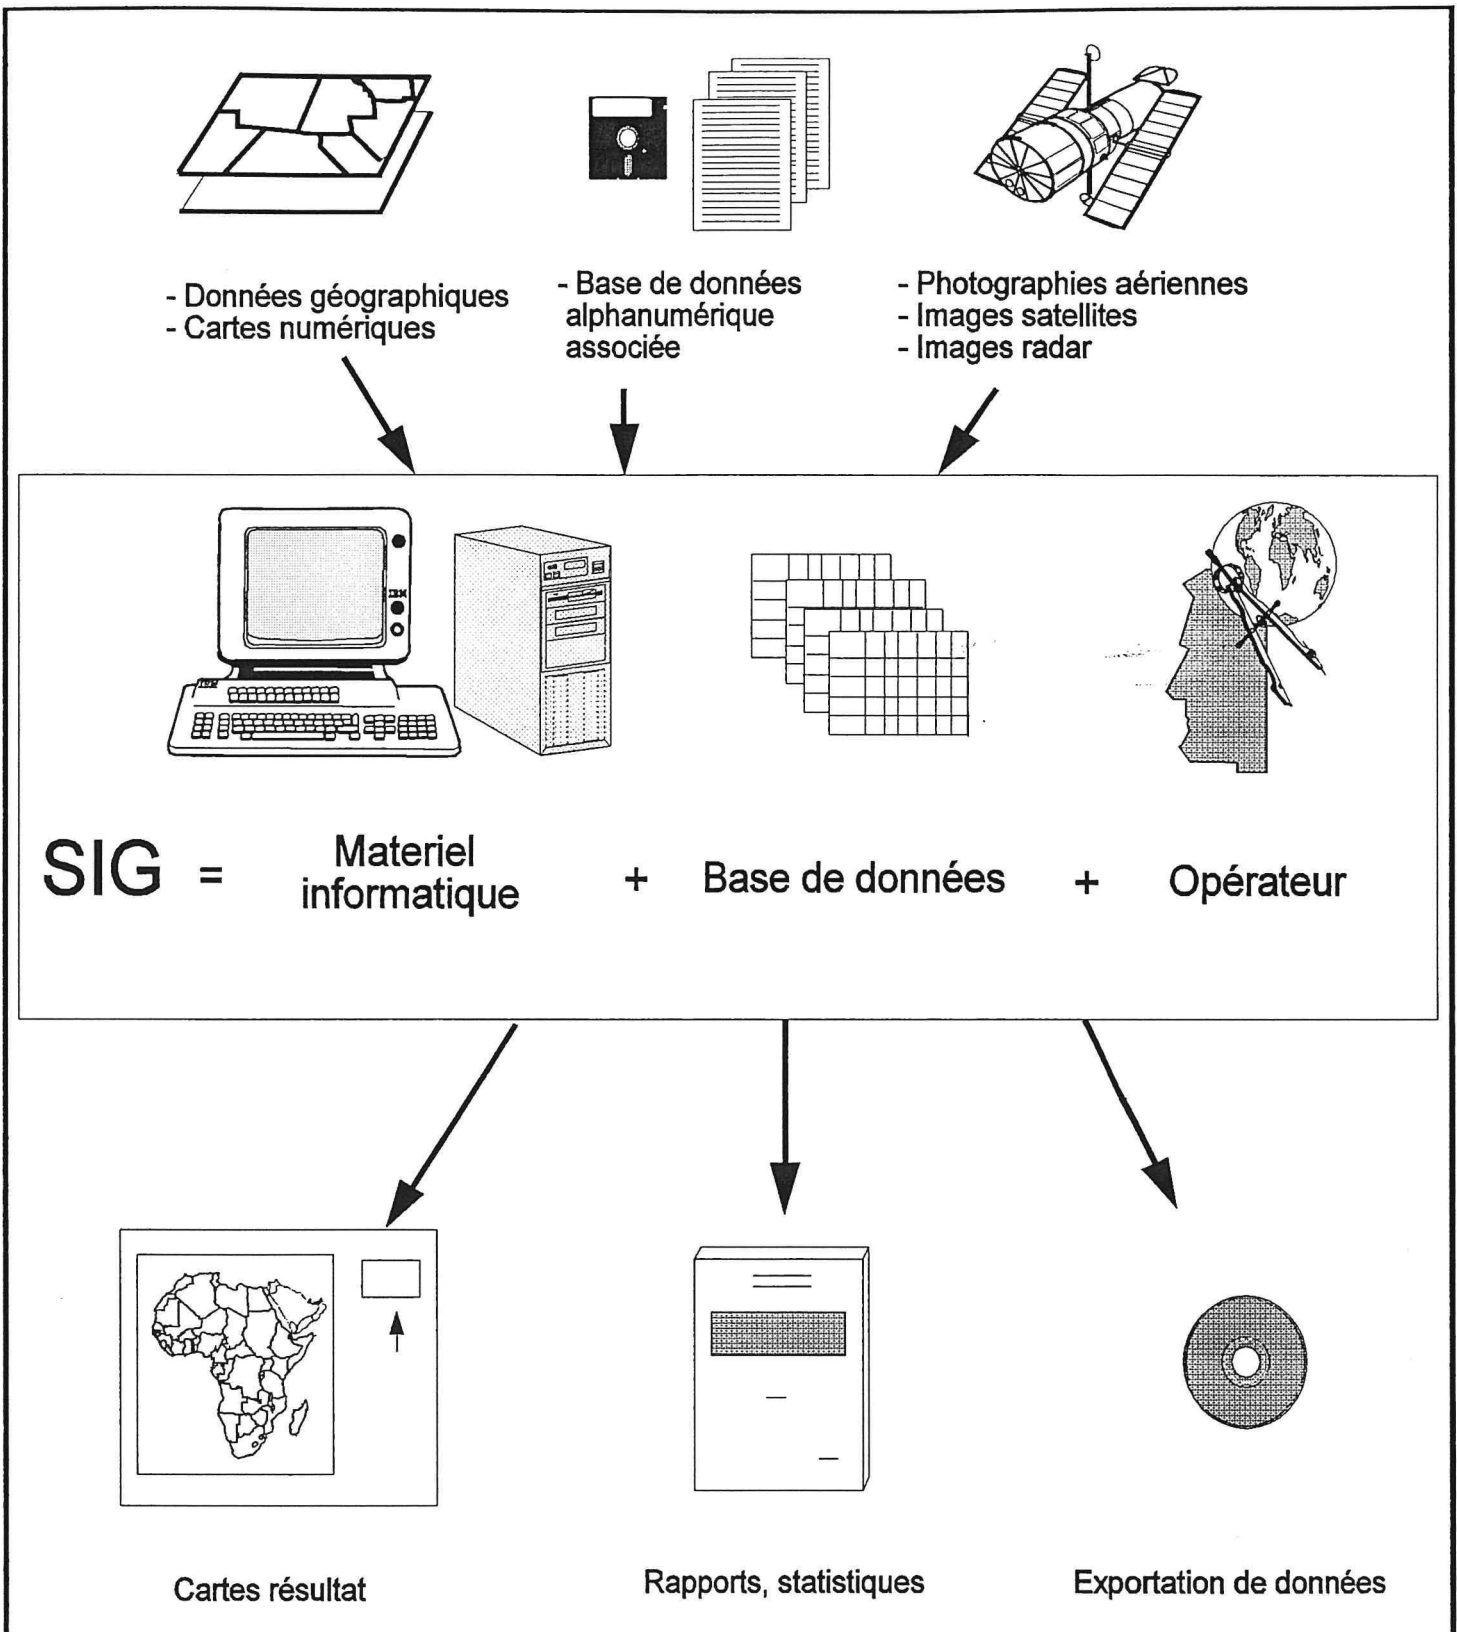 - Données géographiques
- Cartes numériques
- Base de données
alphanumérique
associée
- Photographies aériennes
- Images satellites
- Images radar
IBM
SIG = Materiel
informatique + Base de données + Opérateur
Cartes résultat
Rapports, statistiques
Exportation de données